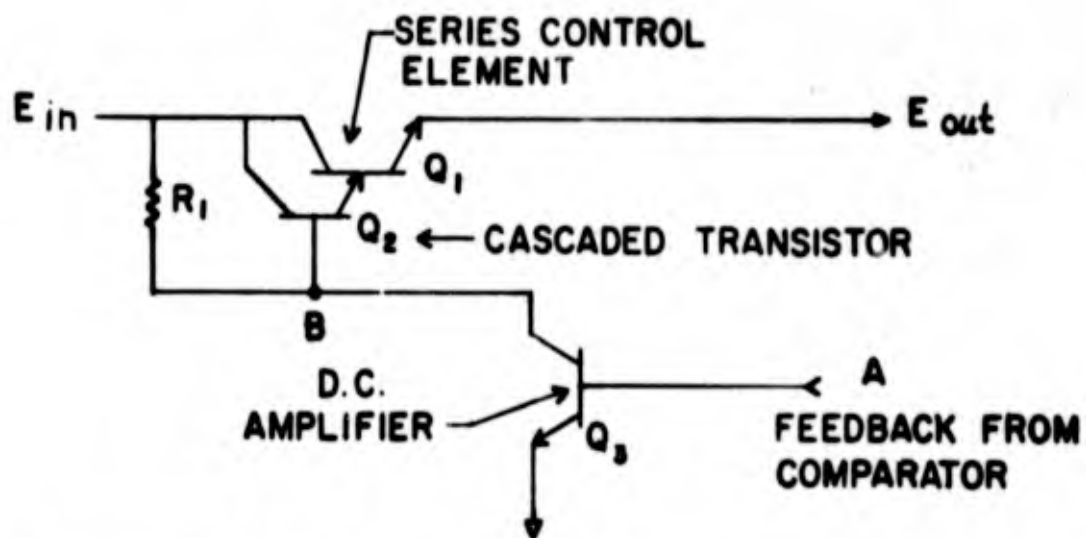 SERIES CONTROL
ELEMENT
E in
E out
Q1
R1
Q2
CASCADED TRANSISTOR
B
D.C.
AMPLIFIER
Q3
A
FEEDBACK FROM
COMPARATOR